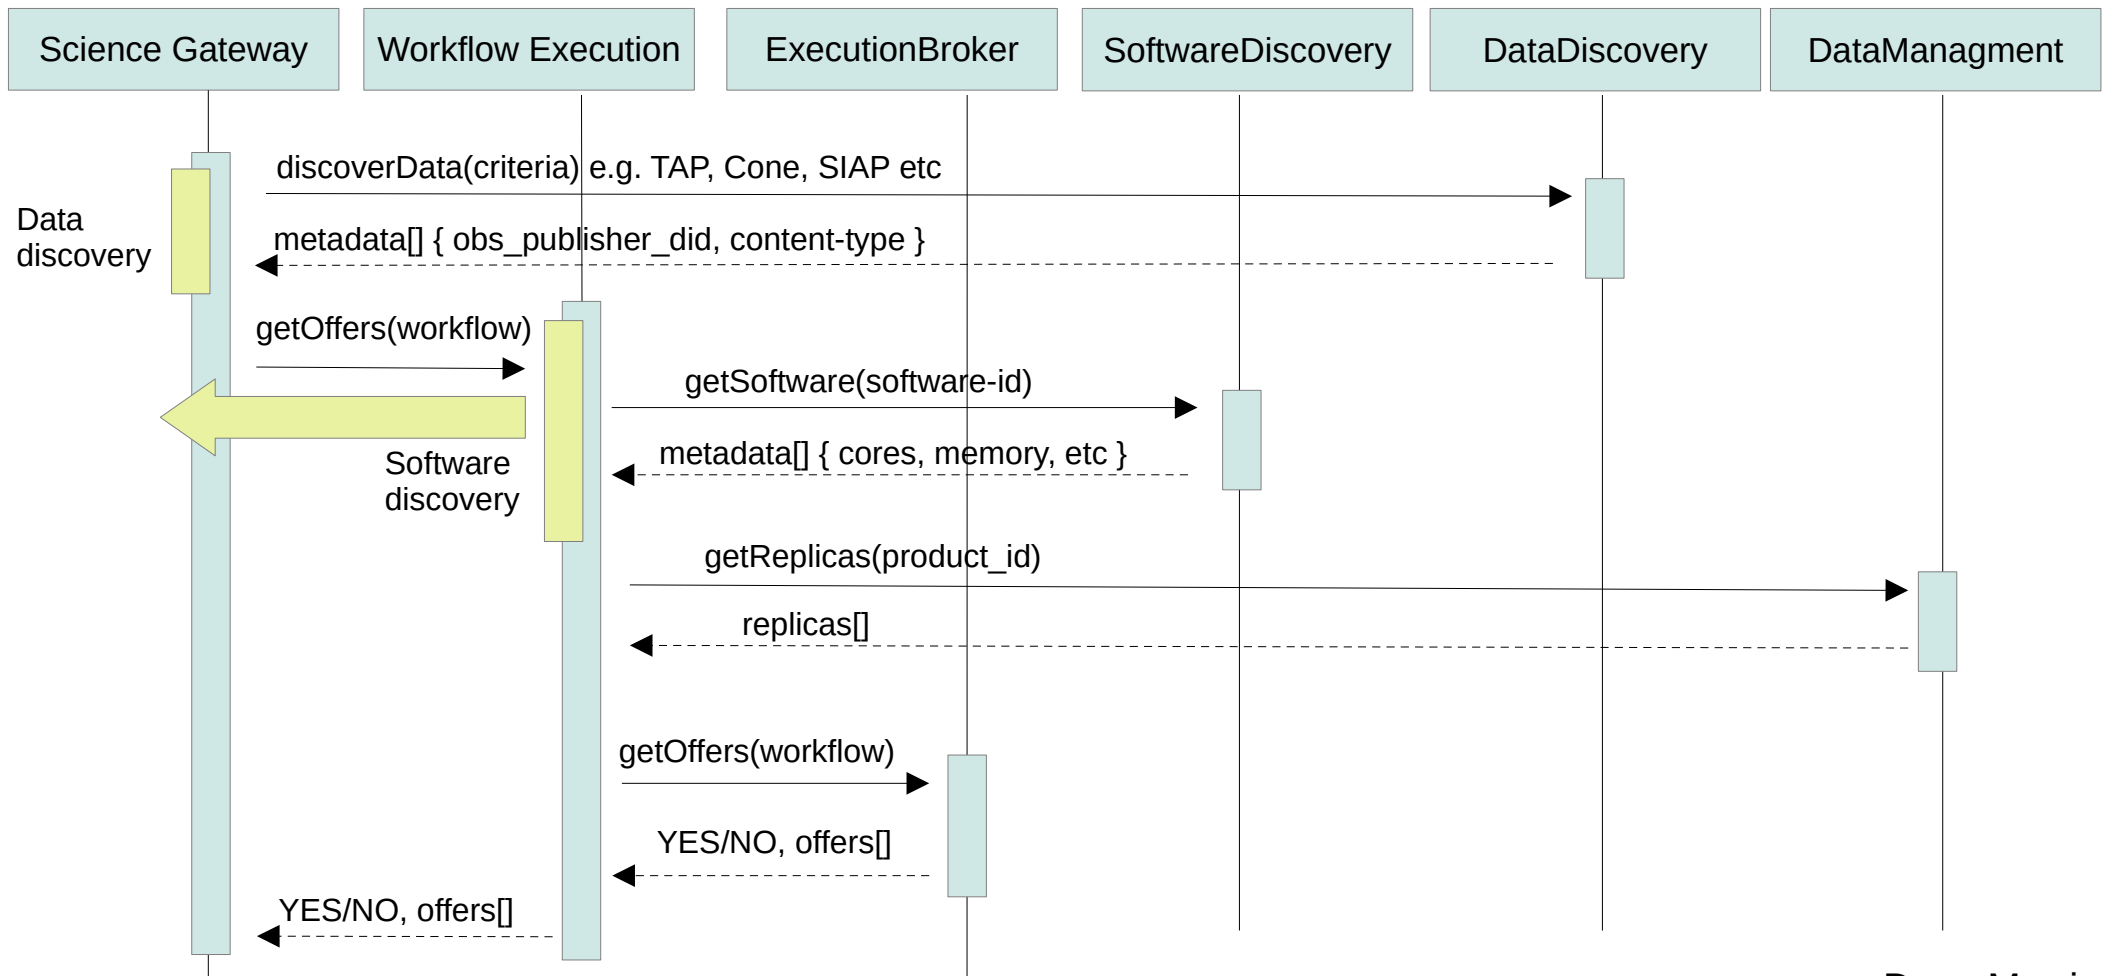 Science Gateway
Workflow Execution
ExecutionBroker
SoftwareDiscovery
DataDiscovery
DataManagment
discoverData(criteria) e.g. TAP, Cone, SIAP etc
Data
discovery
metadata[] { obs_publisher_did, content-type }
getOffers(workflow)
getSoftware(software-id)
metadata[] { cores, memory, etc }
Software
discovery
getReplicas(product_id)
replicas[]
getOffers(workflow)
YES/NO, offers[]
YES/NO, offers[]